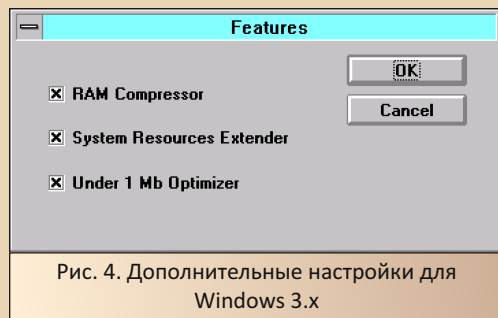 Features
OK
RAM Compressor
Cancel
System Resources Extender
Under 1 Mb Optimizer
Рис. 4. Дополнительные настройки для
Windows 3.x